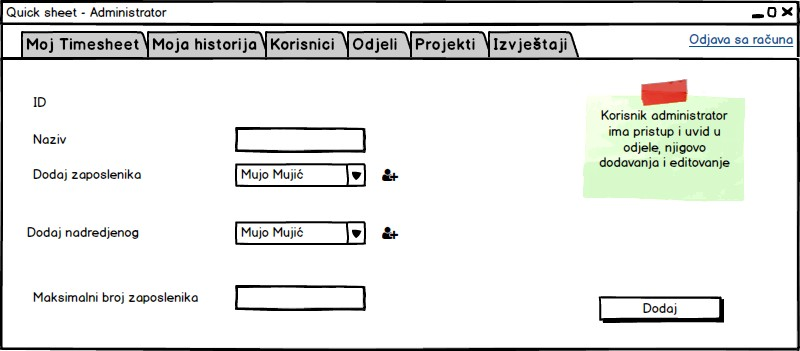 Quick sheet - Administrator
Moj Timesheet Moja historija Korisnici Odjeli Projekti Izvještaji
Odjava sa računa
ID
Naziv
Dodaj zaposlenika Mujo Mujić
Dodaj nadredjenog Mujo Mujić
Maksimalni broj zaposlenika
Korisnik administrator
ima pristup i uvid u
odjele, njigovo
dodavanja i editovanje
Dodaj